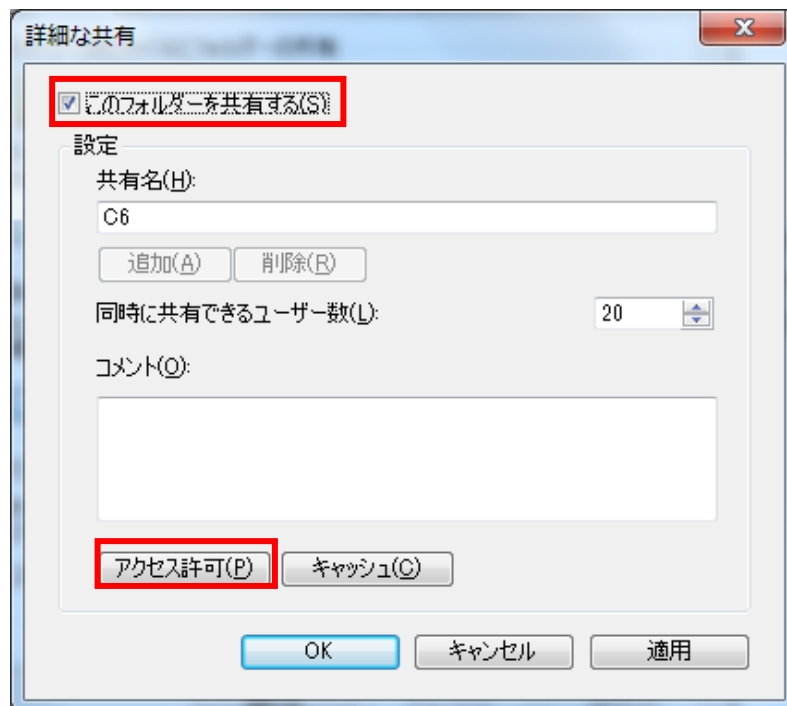 詳細な共有
このフォルダーを共有する(S)
設定
共有名(H):
C6
追加(A) 削除(R)
同時に共有できるユーザー数(L): 20
コメント(O):
アクセス許可(P) キャッシュ(C)
OK キャンセル 適用